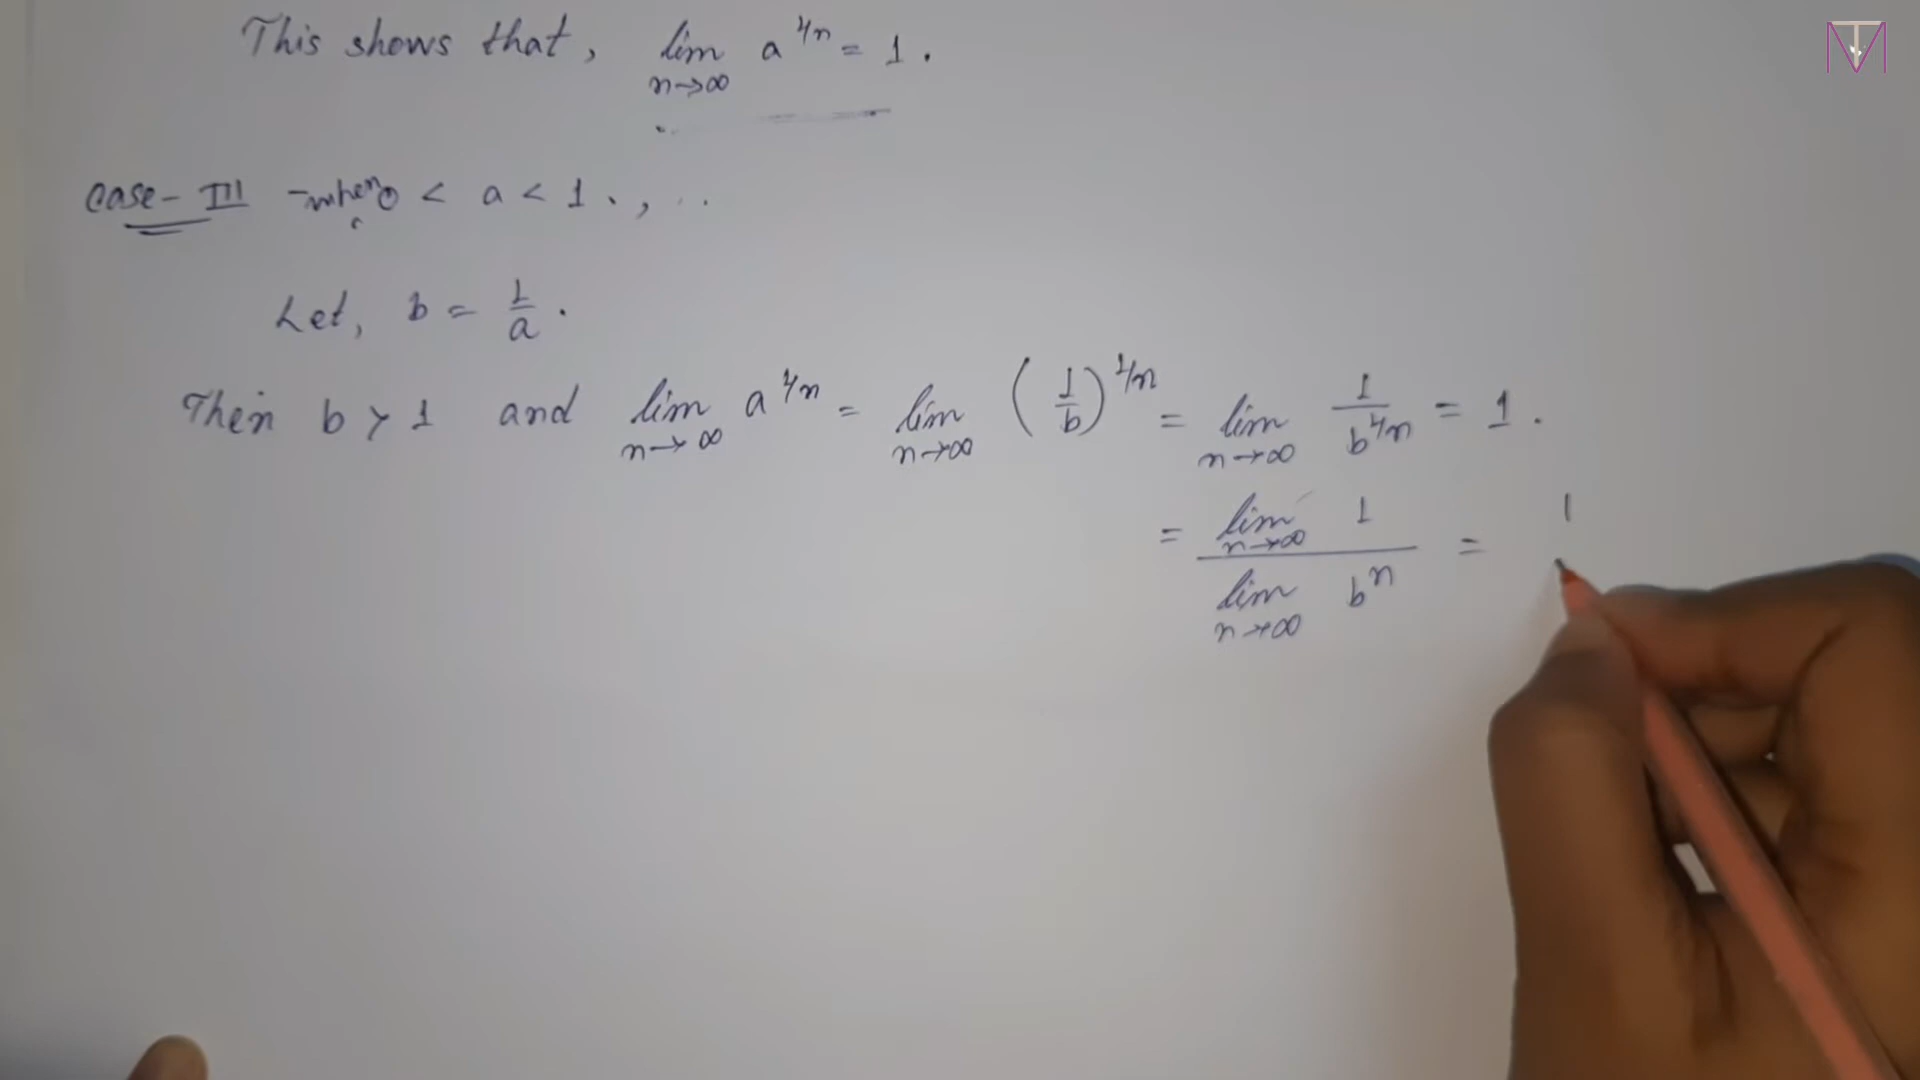 This shows that, lim a^1/n = 1.
n→∞
Case-III when 0 < a < 1.,
Let, b = 1/a.
Then b > 1 and lim a^1/n = lim (1/b)^1/n = lim 1/b^1/n = 1.
n→∞ n→∞ n→∞
= lim 1 = 1
n→∞
lim b^n
n→∞